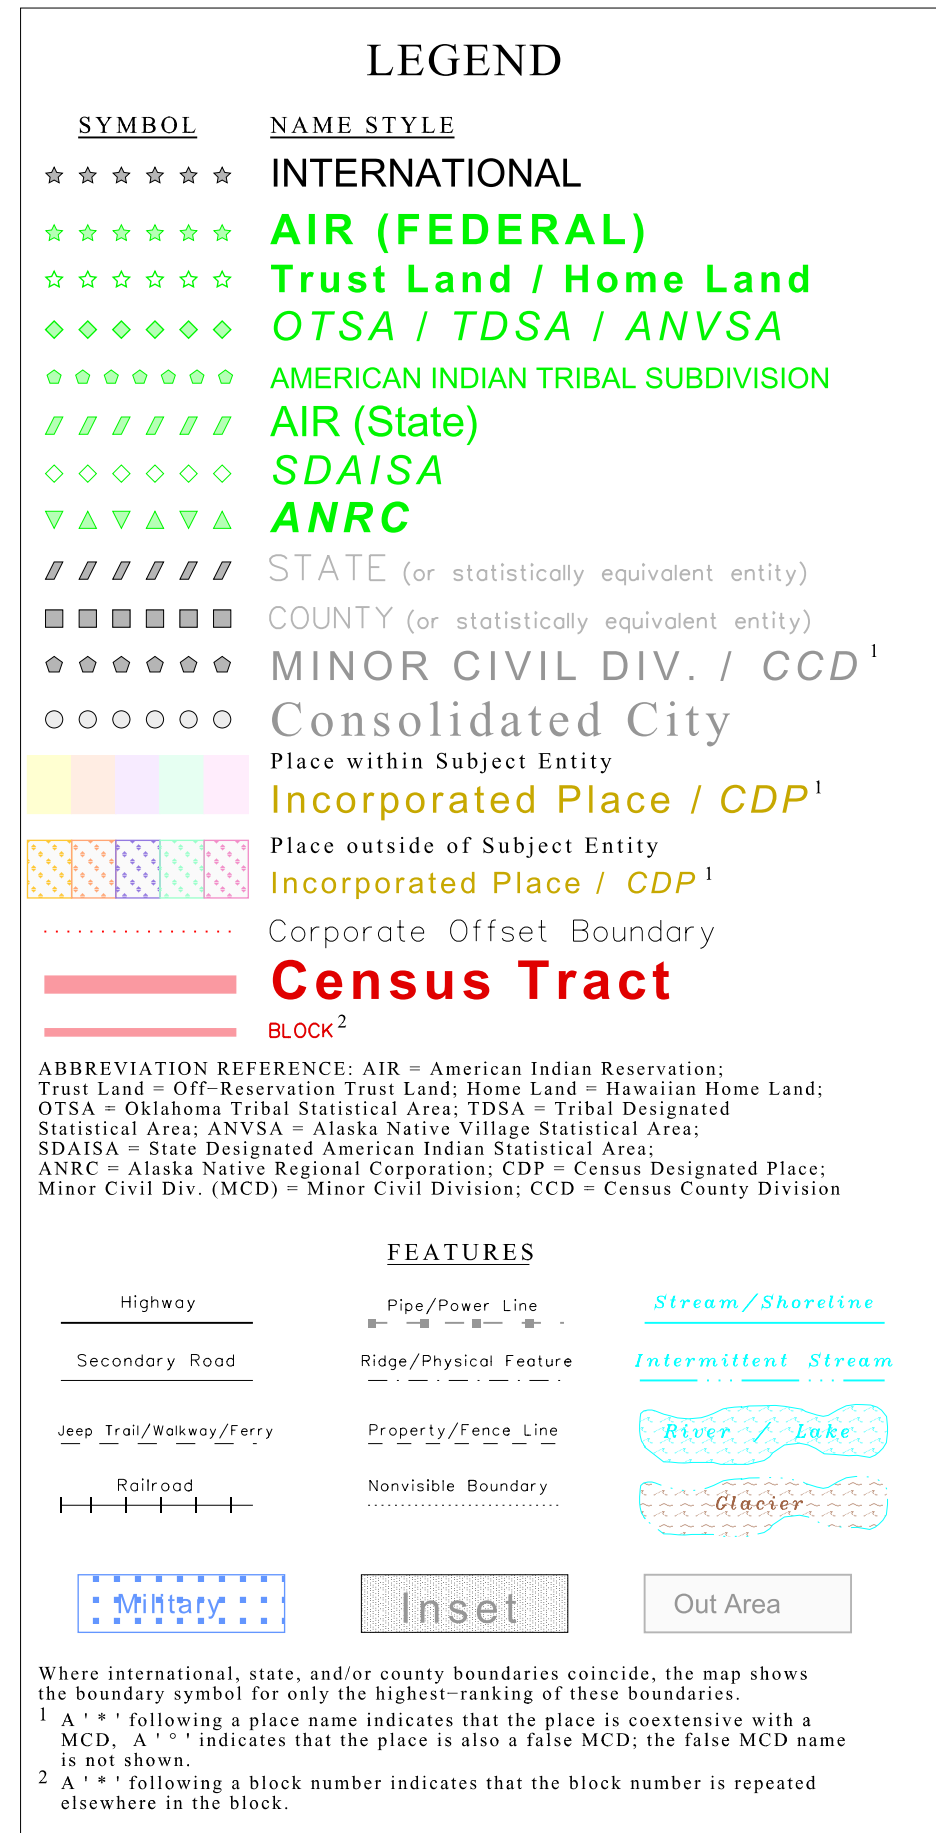 LEGEND
SYMBOL NAME STYLE
INTERNATIONAL
AIR (FEDERAL)
Trust Land / Home Land
OTSA / TDSA / ANVSA
AMERICAN INDIAN TRIBAL SUBDIVISION
AIR (State)
SDAISA
ANRC
STATE (or statistically equivalent entity)
COUNTY (or statistically equivalent entity)
MINOR CIVIL DIV. / CCD 1
Consolidated City
Place within Subject Entity
Incorporated Place / CDP 1
Place outside of Subject Entity
Incorporated Place / CDP 1
Corporate Offset Boundary
Census Tract
BLOCK 2
ABBREVIATION REFERENCE: AIR = American Indian Reservation;
Trust Land = Off−Reservation Trust Land; Home Land = Hawaiian Home Land;
OTSA = Oklahoma Tribal Statistical Area; TDSA = Tribal Designated
Statistical Area; ANVSA = Alaska Native Village Statistical Area;
SDAISA = State Designated American Indian Statistical Area;
ANRC = Alaska Native Regional Corporation; CDP = Census Designated Place;
Minor Civil Div. (MCD) = Minor Civil Division; CCD = Census County Division
FEATURES
Highway Pipe/Power Line Stream/Shoreline
Secondary Road Ridge/Physical Feature Intermittent Stream
Jeep Trail/Walkway/Ferry Property/Fence Line River / Lake
Railroad Nonvisible Boundary Glacier
Military Inset Out Area
Where international, state, and/or county boundaries coincide, the map shows
the boundary symbol for only the highest−ranking of these boundaries.
1 A ' * ' following a place name indicates that the place is coextensive with a
MCD, A ' ° ' indicates that the place is also a false MCD; the false MCD name
is not shown.
2 A ' * ' following a block number indicates that the block number is repeated
elsewhere in the block.